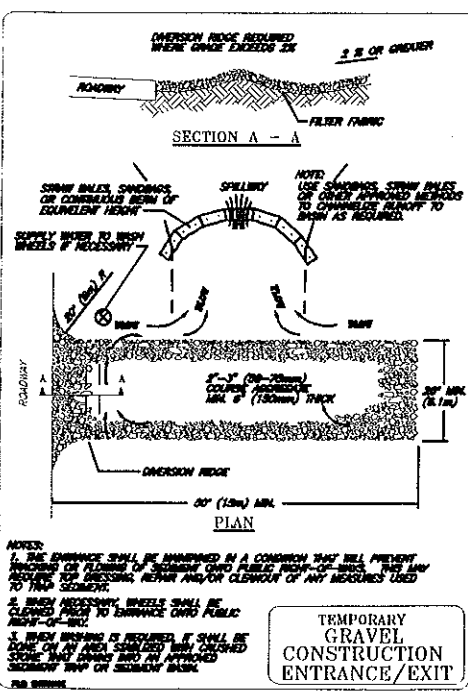 DIVERSION RIDGE REQUIRED
WHERE GRADE EXCEEDS 2%
2 % OR GREATER
ROADWAY
FILTER FABRIC
SECTION A - A
STRAW BALES, SANDBAGS,
OR CONTINUOUS BERM OF
EQUIVELENT HEIGHT
SPILLWAY
NOTE:
USE SANDBAGS, STRAW BALES
OR OTHER APPROVED METHODS
TO CHANNELIZE RUNOFF TO
BASIN AS REQUIRED.
SUPPLY WATER TO WASH
WHEELS IF NECESSARY
20' (6m) R
FLOW
FLOW
ROADWAY
A
A
2"-3" (50-75mm)
COURSE AGGREGATE
MIN. 6" (150mm) THICK
20' MIN.
(6.1m)
DIVERSION RIDGE
50' (15m) MIN.
PLAN
NOTES:
1. THE ENTRANCE SHALL BE MAINTAINED IN A CONDITION THAT WILL PREVENT
TRACKING OR FLOWING OF SEDIMENT ONTO PUBLIC RIGHT-OF-WAYS. THIS MAY
REQUIRE TOP DRESSING, REPAIR AND/OR CLEANOUT OF ANY MEASURES USED
TO TRAP SEDIMENT.
2. WHEN NECESSARY, WHEELS SHALL BE
CLEANED PRIOR TO ENTRANCE ONTO PUBLIC
RIGHT-OF-WAY.
3. WHEN WASHING IS REQUIRED, IT SHALL BE
DONE ON AN AREA STABILIZED WITH CRUSHED
STONE THAT DRAINS INTO AN APPROVED
SEDIMENT TRAP OR SEDIMENT BASIN.
TEMPORARY
GRAVEL
CONSTRUCTION
ENTRANCE/EXIT